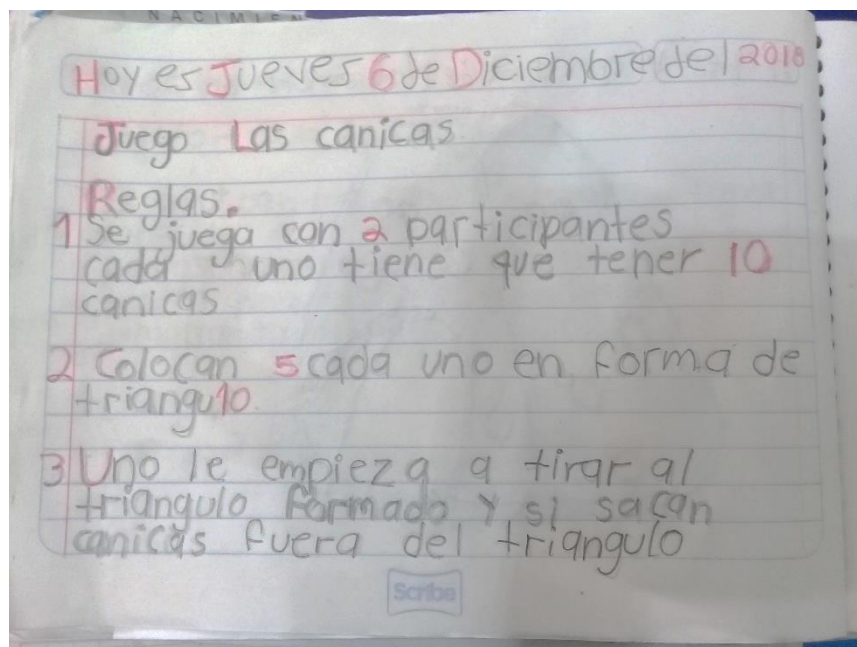 NACIMIEN
Hoy es Jueves 6 de Diciembre del 2018
Juego Las canicas
Reglas.
1 Se juega con 2 participantes
cada uno tiene que tener 10
canicas
2 Colocan 5 cada uno en forma de
triangulo.
3 Uno le empieza a tirar al
triangulo formado y si sacan
canicas fuera del triangulo
Scribe